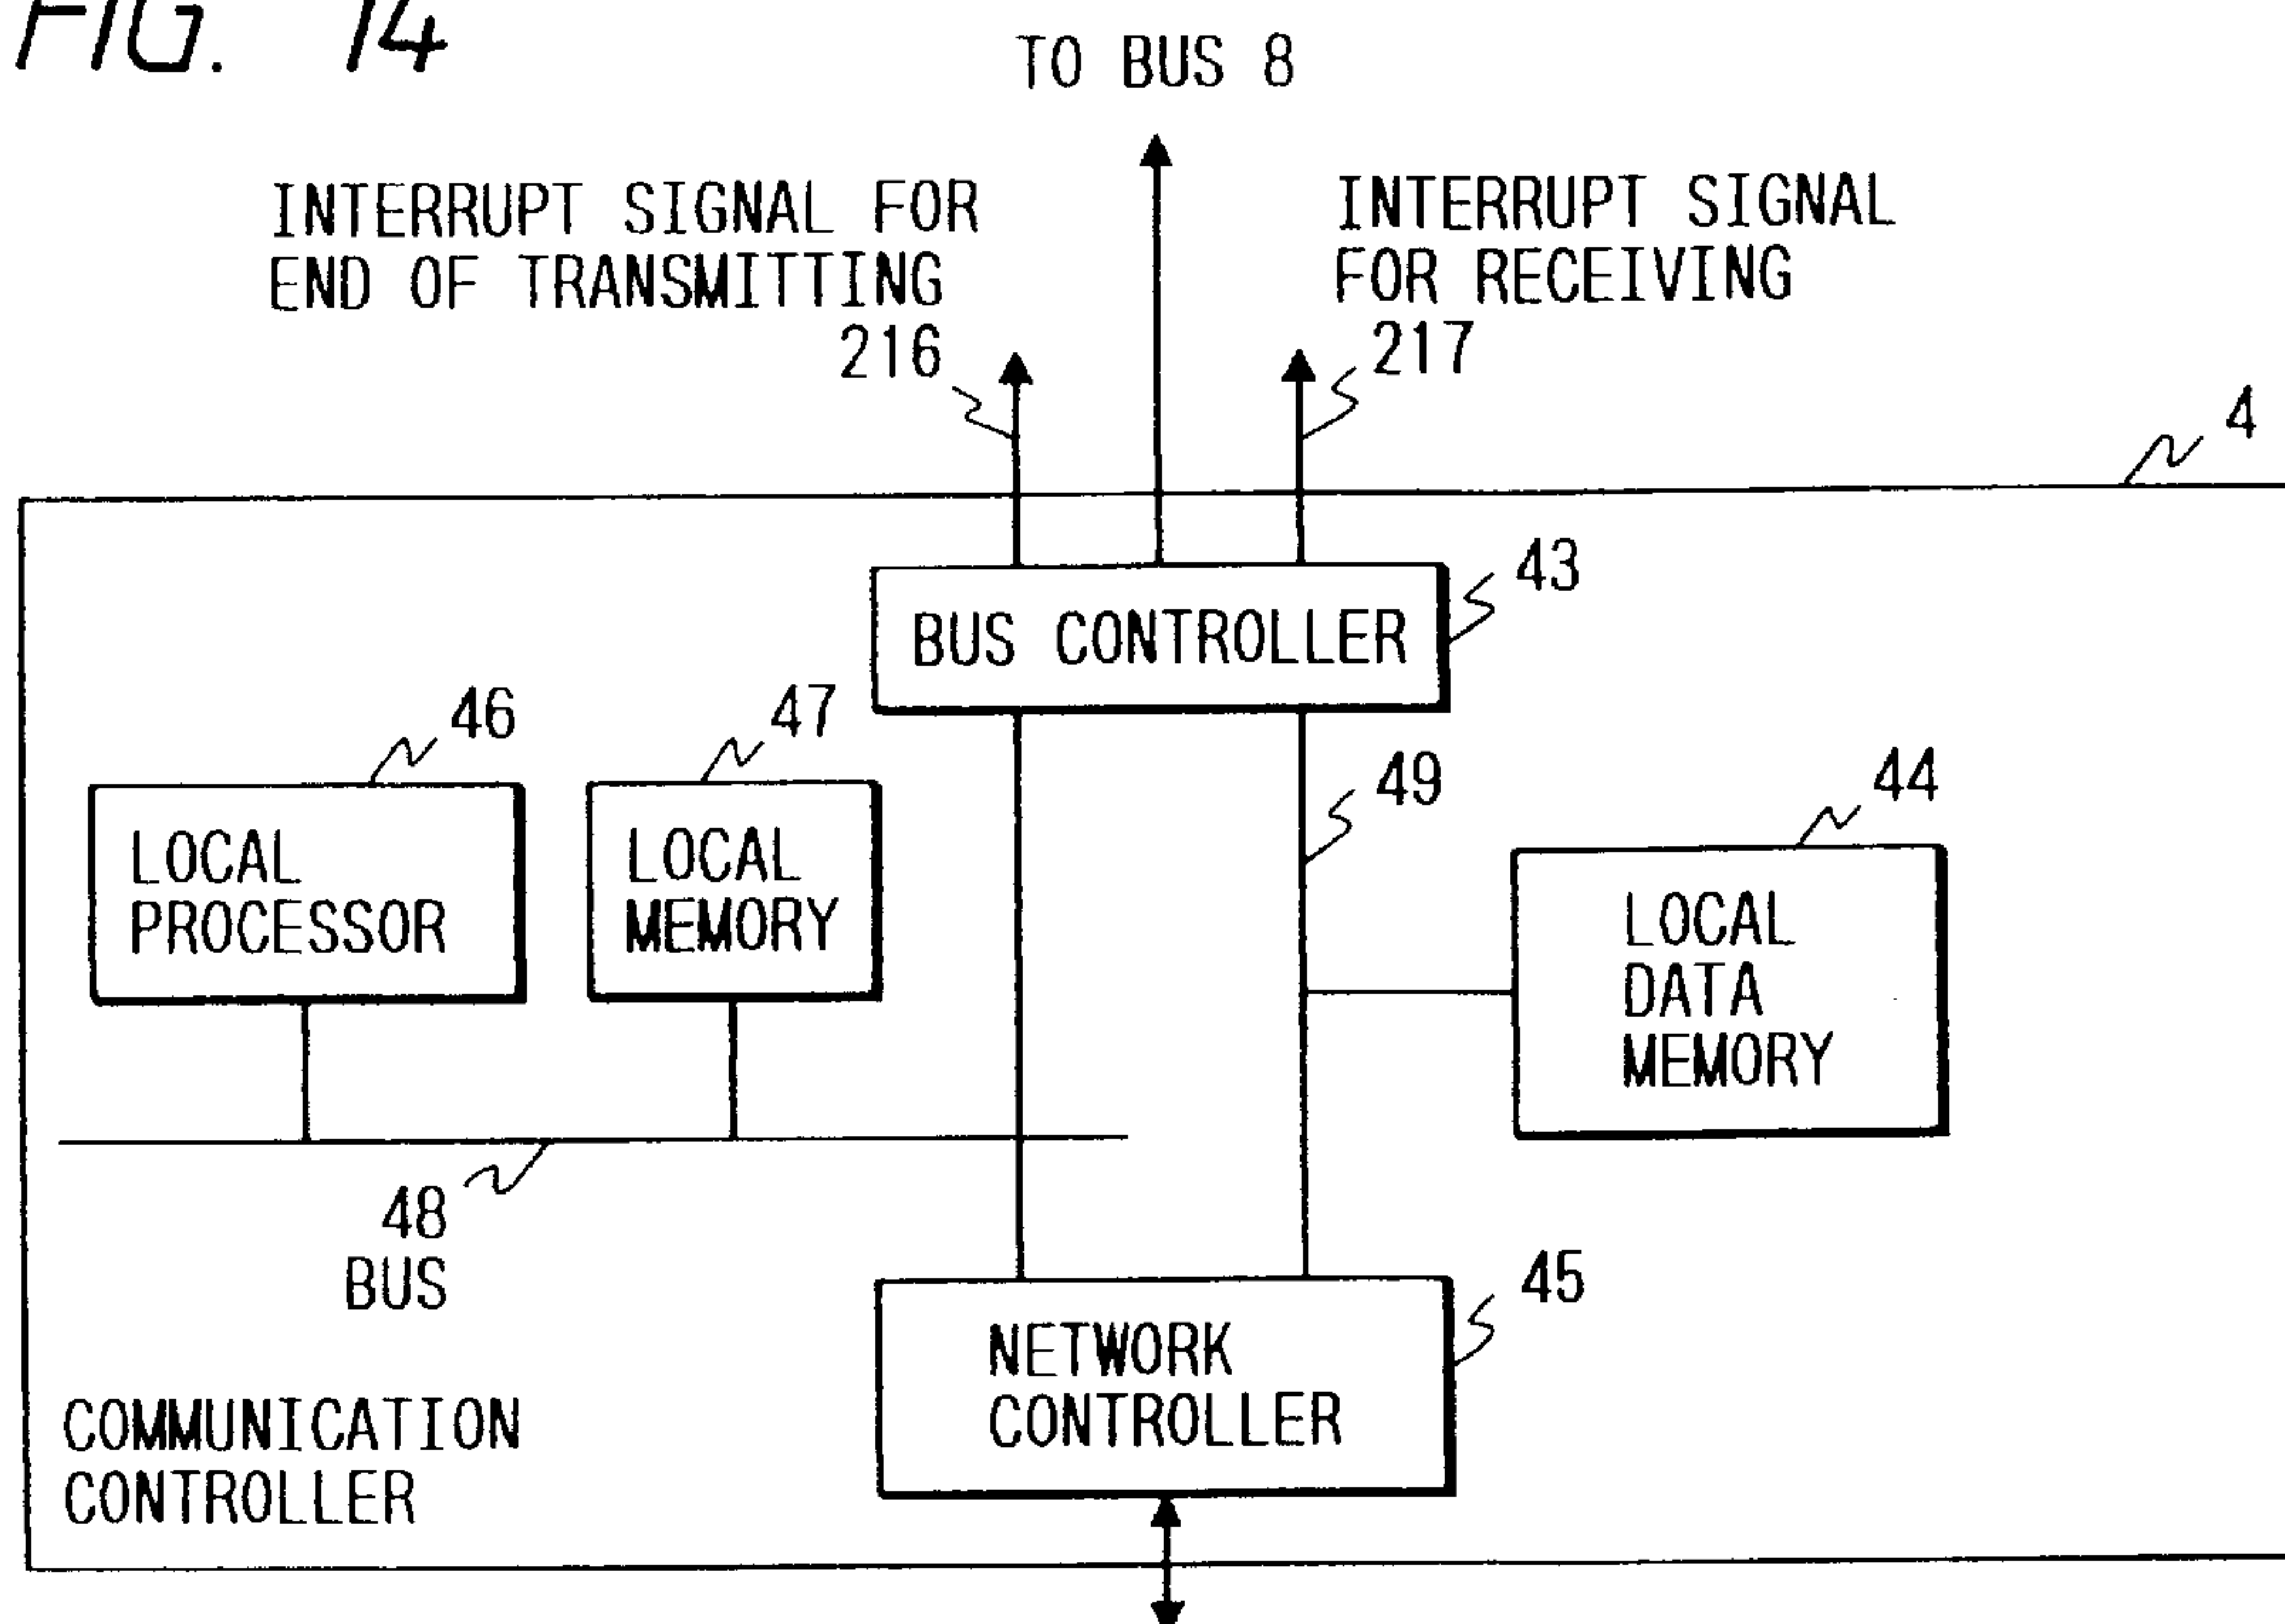 FIG. 14
TO BUS 8
INTERRUPT SIGNAL FOR
END OF TRANSMITTING
216
INTERRUPT SIGNAL
FOR RECEIVING
217
4
BUS CONTROLLER
43
46
47
49
44
LOCAL
PROCESSOR
LOCAL
MEMORY
LOCAL
DATA
MEMORY
48
BUS
45
NETWORK
CONTROLLER
COMMUNICATION
CONTROLLER